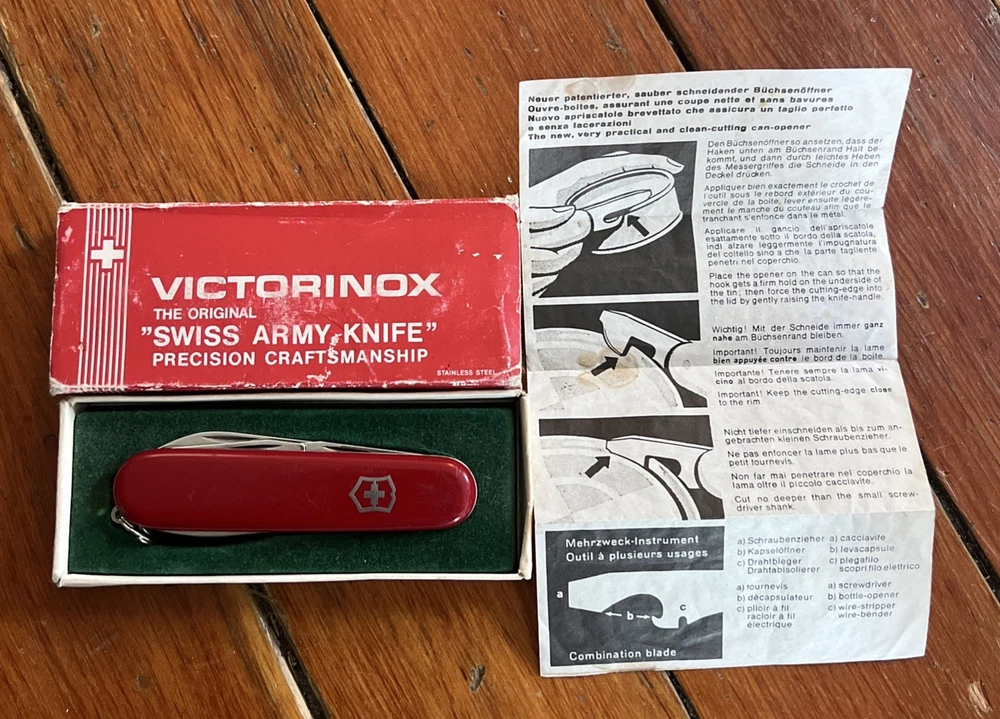 VICTORINOX
THE ORIGINAL
"SWISS ARMY KNIFE"
PRECISION CRAFTSMANSHIP
STAINLESS STEEL
Neuer patentierter, sauber schneidender Büchsenöffner
Ouvre-boîtes, assurant une coupe nette et sans bavures
Nuovo apriscatole brevettato che assicura un taglio perfetto
e senza lacerazioni
The new, very practical and clean-cutting can-opener
Den Büchsenöffner so ansetzen, dass der
Haken unten am Büchsenrand Halt be-
kommt, und dann durch leichtes Heben
des Messergriffes die Schneide in den
Deckel drücken.
Appliquer bien exactement le crochet de
l'outil sous le rebord extérieur du cou-
vercle de la boîte, lever ensuite légère-
ment le manche du couteau afin que le
tranchant s'enfonce dans le métal.
Applicare il gancio dell'apriscatole
esattamente sotto il bordo della scatola,
indi alzare leggermente l'impugnatura
del coltello sino a che la parte tagliente
penetri nel coperchio.
Place the opener on the can so that the
hook gets a firm hold on the underside of
the tin; then force the cutting-edge into
the lid by gently raising the knife-handle.
Wichtig! Mit der Schneide immer ganz
nahe am Büchsenrand bleiben.
Important! Toujours maintenir la lame
bien appuyée contre le bord de la boîte.
Importante! Tenere sempre la lama vi-
cino al bordo della scatola.
Important! Keep the cutting-edge close
to the rim.
Nicht tiefer einschneiden als bis zum an-
gebrachten kleinen Schraubenzieher.
Ne pas enfoncer la lame plus bas que le
petit tournevis.
Non far mai penetrare nel coperchio la
lama oltre il piccolo cacciavite.
Cut no deeper than the small screw-
driver shank.
Mehrzweck-Instrument
Outil à plusieurs usages
a
b
c
Combination blade
a) Schraubenzieher
b) Kapselöffner
c) Drahtbieger
Drahtabisolierer
a) cacciavite
b) levacapsule
c) piegafilo
scoprifilo elettrico
a) tournevis
b) décapsulateur
c) plioir à fil
racloir à fil
électrique
a) screwdriver
b) bottle-opener
c) wire-stripper
wire-bender